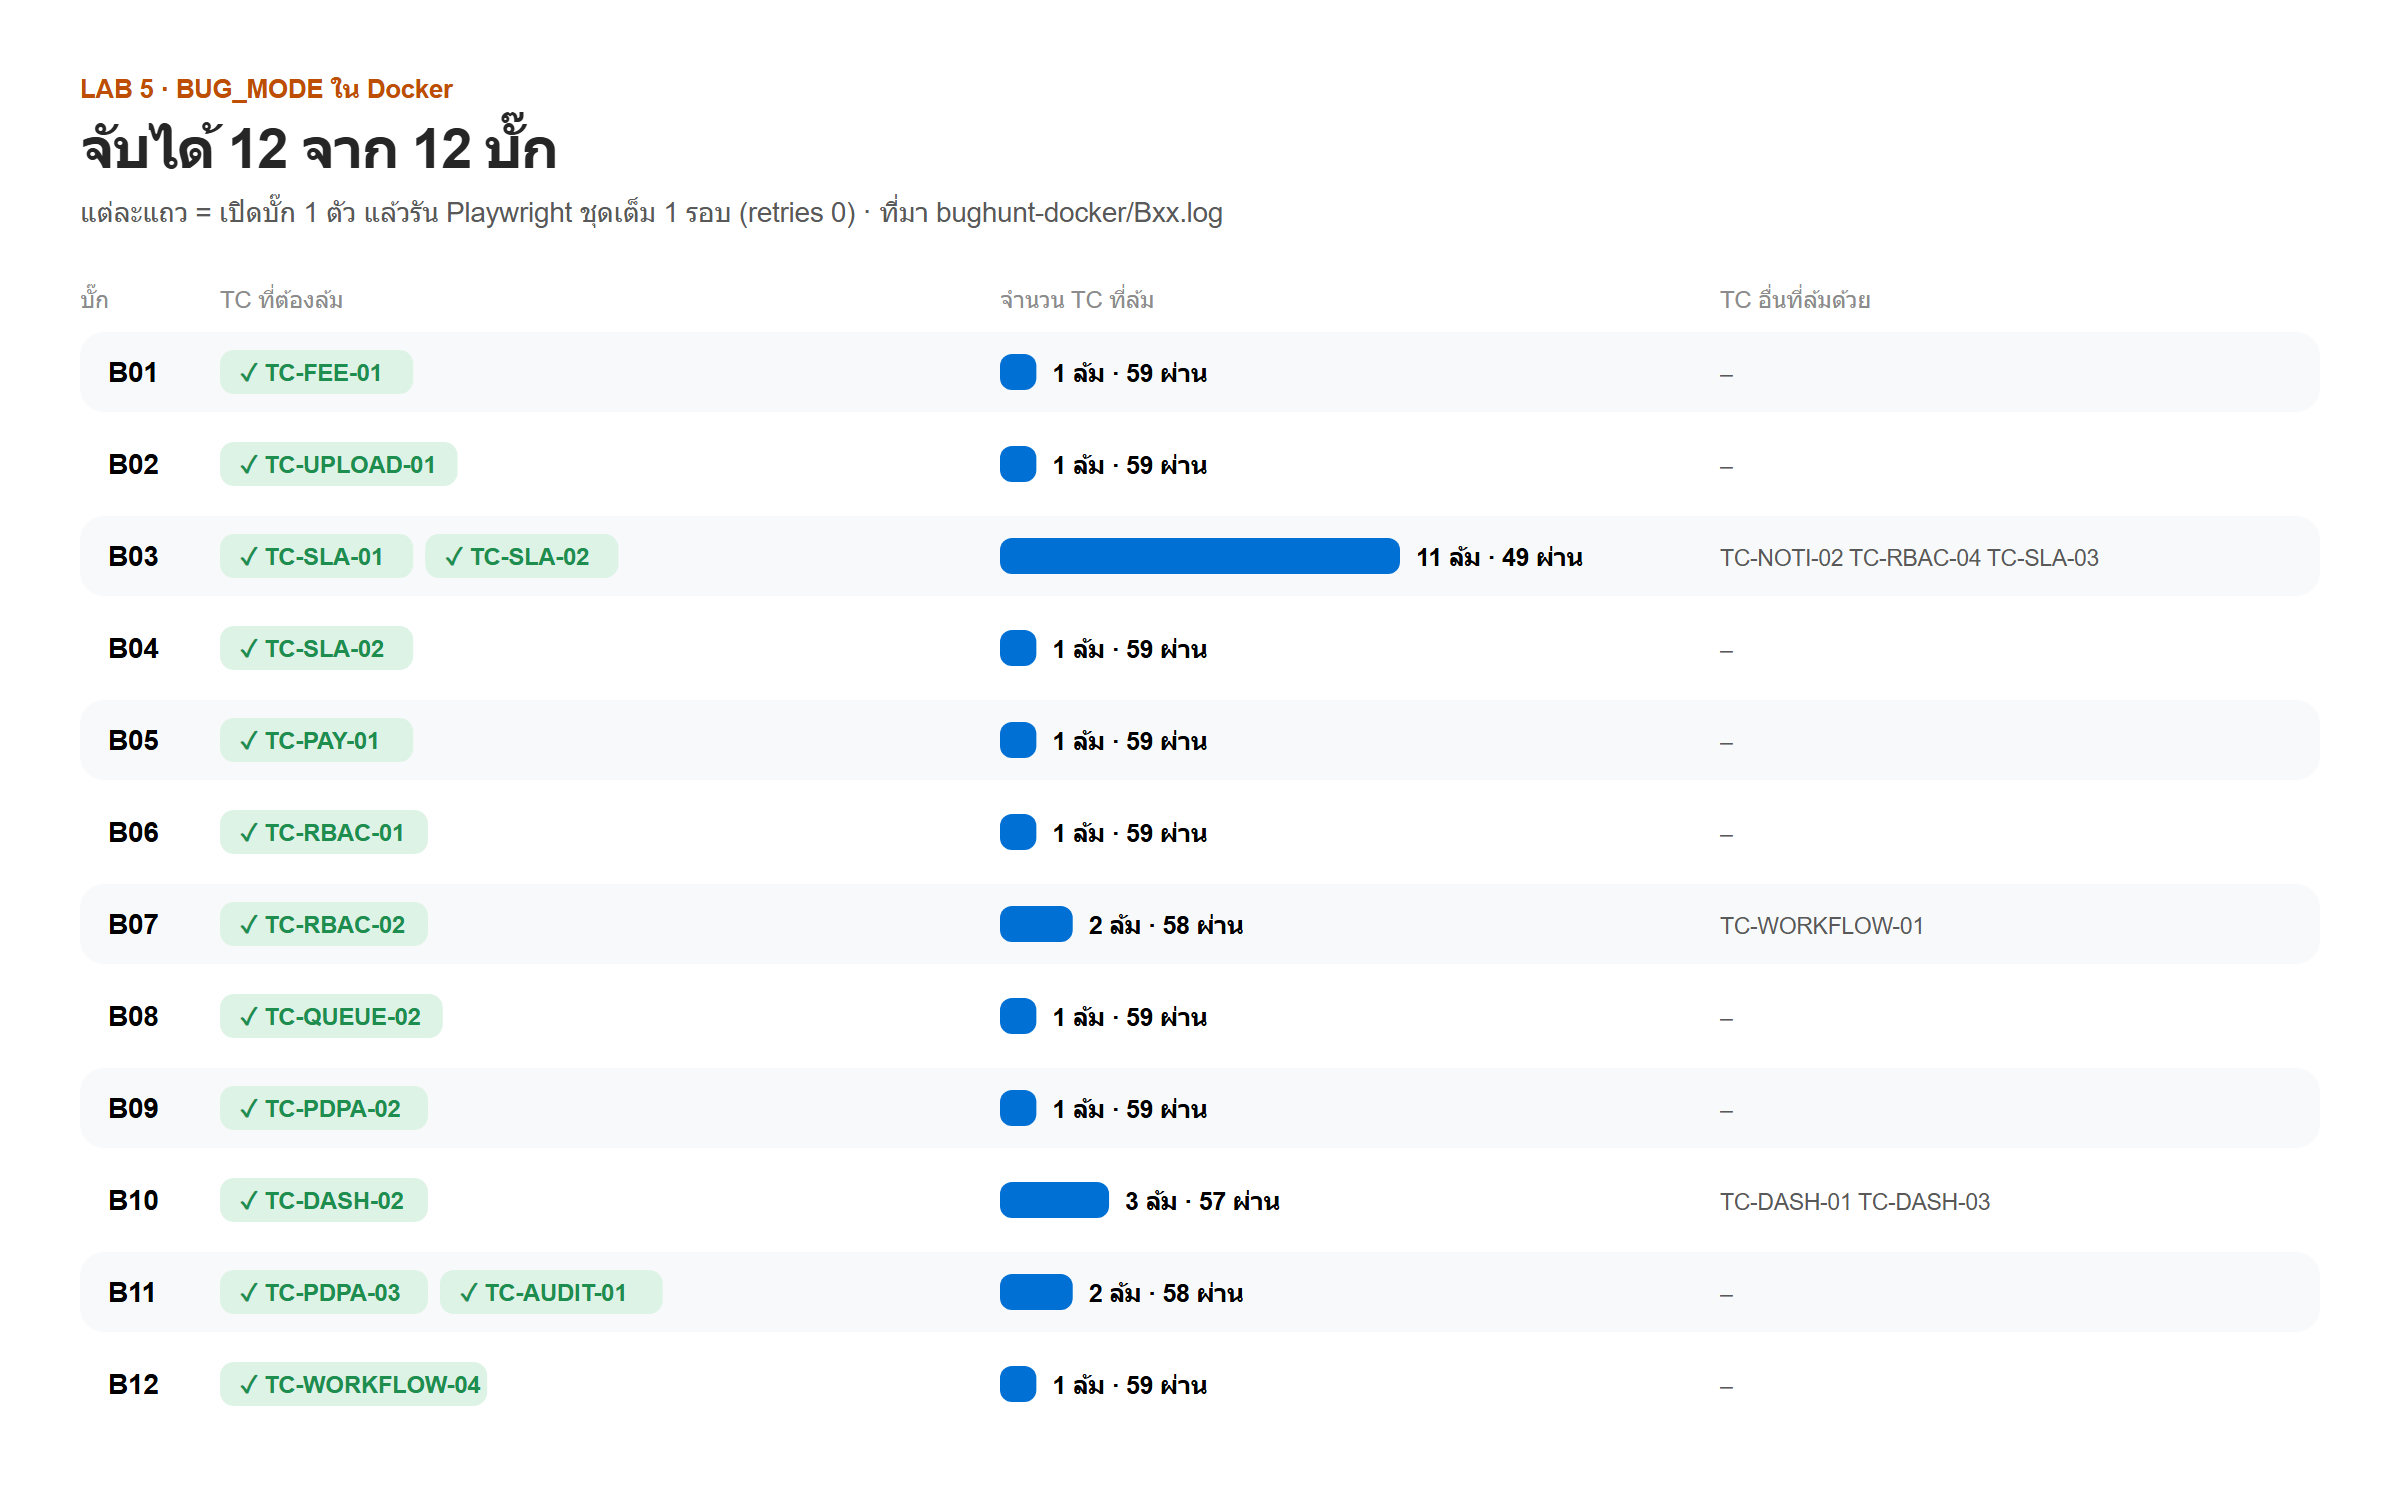 LAB 5 · BUG_MODE ใน Docker
จับได้ 12 จาก 12 บั๊ก
แต่ละแถว = เปิดบั๊ก 1 ตัว แล้วรัน Playwright ชุดเต็ม 1 รอบ (retries 0) · ที่มา bughunt-docker/Bxx.log
บั๊ก TC ที่ต้องล้ม จำนวน TC ที่ล้ม TC อื่นที่ล้มด้วย
B01 ✓ TC-FEE-01 1 ล้ม · 59 ผ่าน –
B02 ✓ TC-UPLOAD-01 1 ล้ม · 59 ผ่าน –
B03 ✓ TC-SLA-01 ✓ TC-SLA-02 11 ล้ม · 49 ผ่าน TC-NOTI-02 TC-RBAC-04 TC-SLA-03
B04 ✓ TC-SLA-02 1 ล้ม · 59 ผ่าน –
B05 ✓ TC-PAY-01 1 ล้ม · 59 ผ่าน –
B06 ✓ TC-RBAC-01 1 ล้ม · 59 ผ่าน –
B07 ✓ TC-RBAC-02 2 ล้ม · 58 ผ่าน TC-WORKFLOW-01
B08 ✓ TC-QUEUE-02 1 ล้ม · 59 ผ่าน –
B09 ✓ TC-PDPA-02 1 ล้ม · 59 ผ่าน –
B10 ✓ TC-DASH-02 3 ล้ม · 57 ผ่าน TC-DASH-01 TC-DASH-03
B11 ✓ TC-PDPA-03 ✓ TC-AUDIT-01 2 ล้ม · 58 ผ่าน –
B12 ✓ TC-WORKFLOW-04 1 ล้ม · 59 ผ่าน –